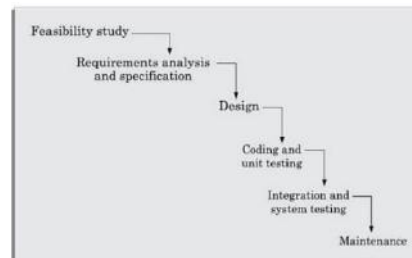 Feasibility study
Requirements analysis
and specification
Design
Coding and
unit testing
Integration and
system testing
Maintenance